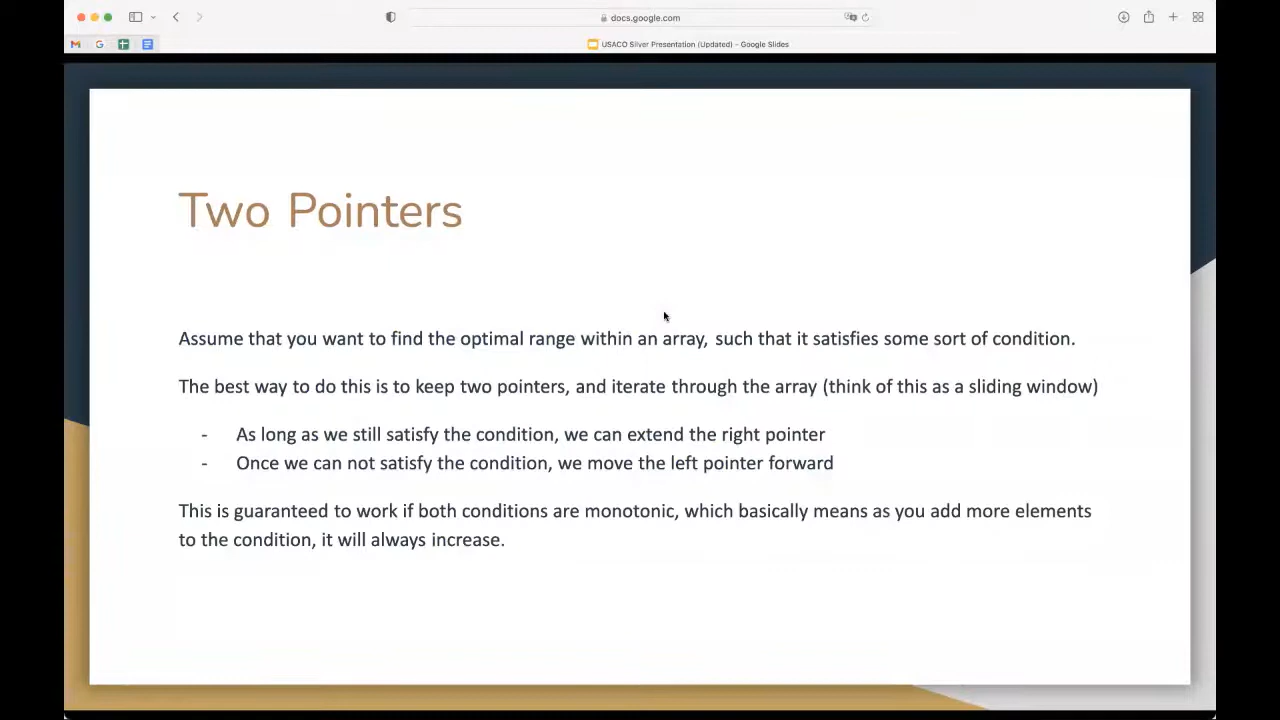 docs.google.com
USACO Silver Presentation (Updated) - Google Slides
Two Pointers
Assume that you want to find the optimal range within an array, such that it satisfies some sort of condition.
The best way to do this is to keep two pointers, and iterate through the array (think of this as a sliding window)
- As long as we still satisfy the condition, we can extend the right pointer
- Once we can not satisfy the condition, we move the left pointer forward
This is guaranteed to work if both conditions are monotonic, which basically means as you add more elements
to the condition, it will always increase.